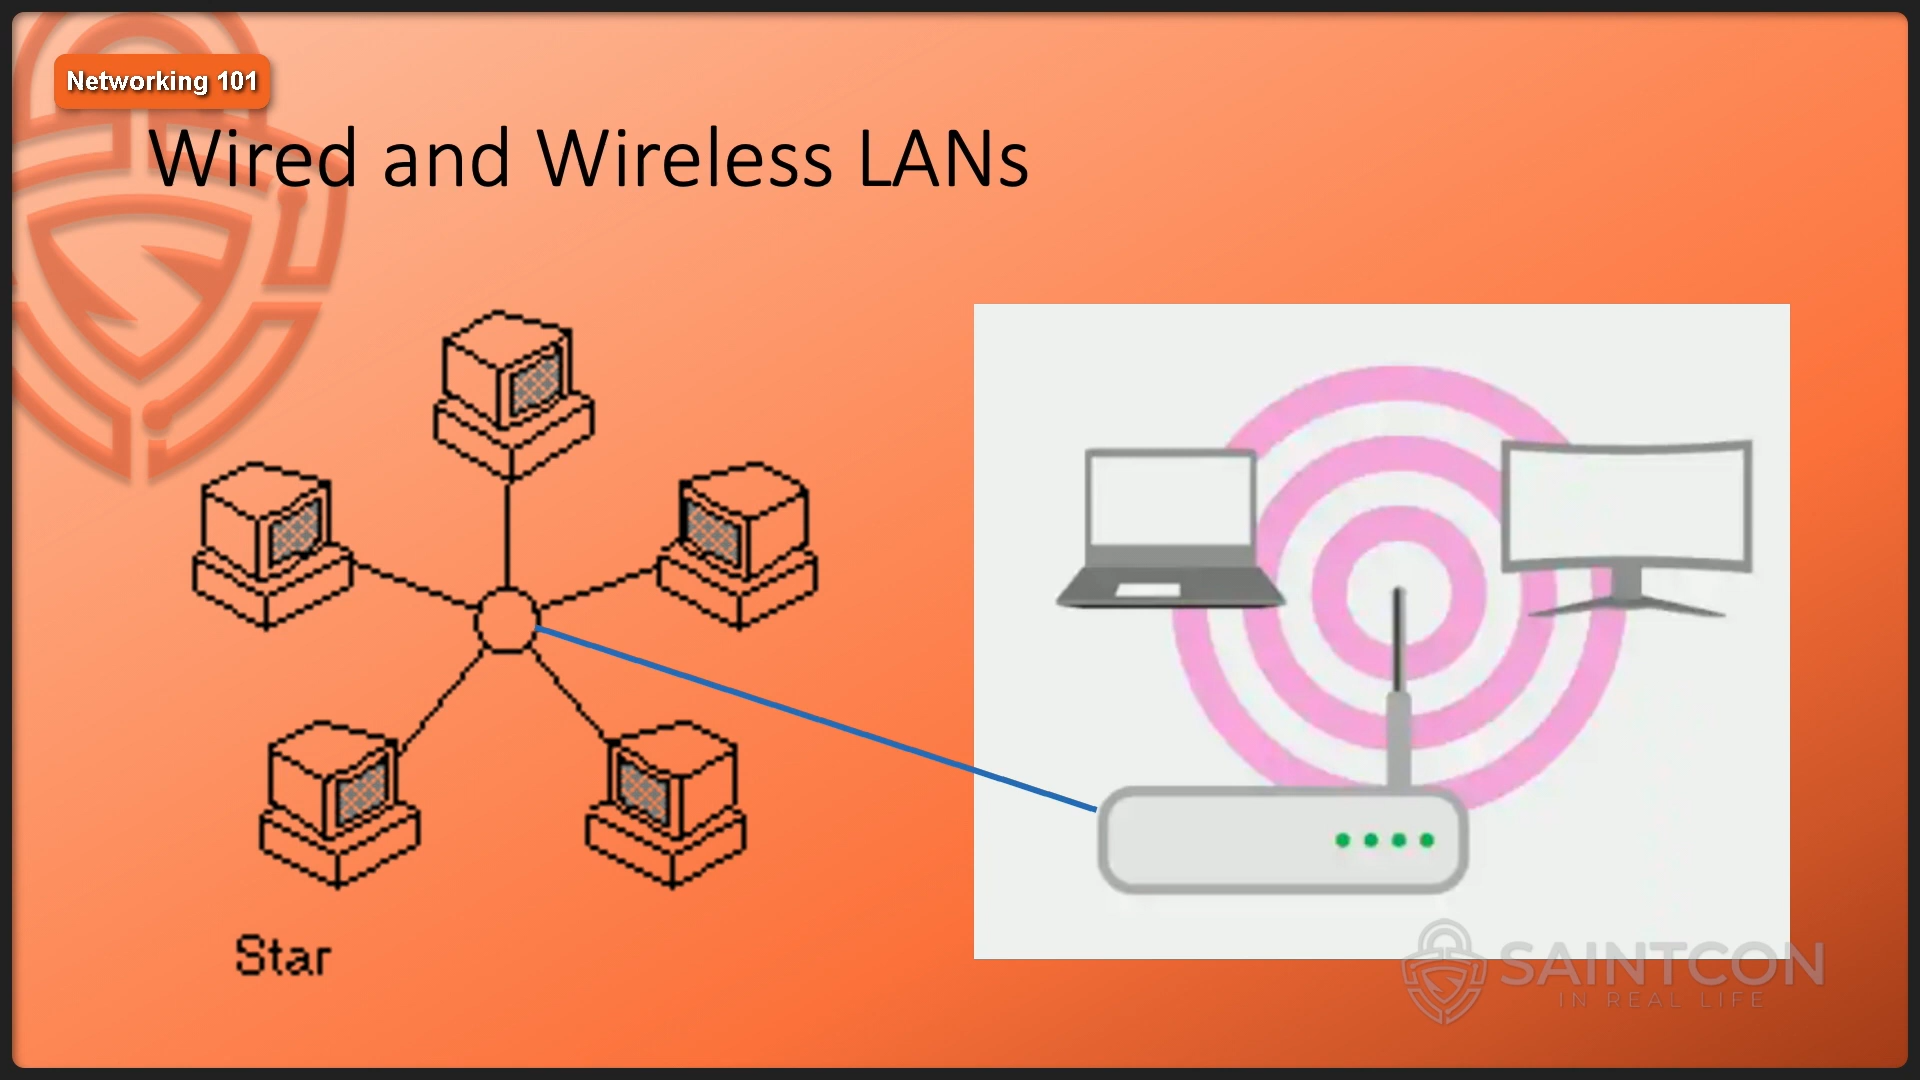 Networking 101
Wired and Wireless LANs
Star
SAINTCON
IN REAL LIFE